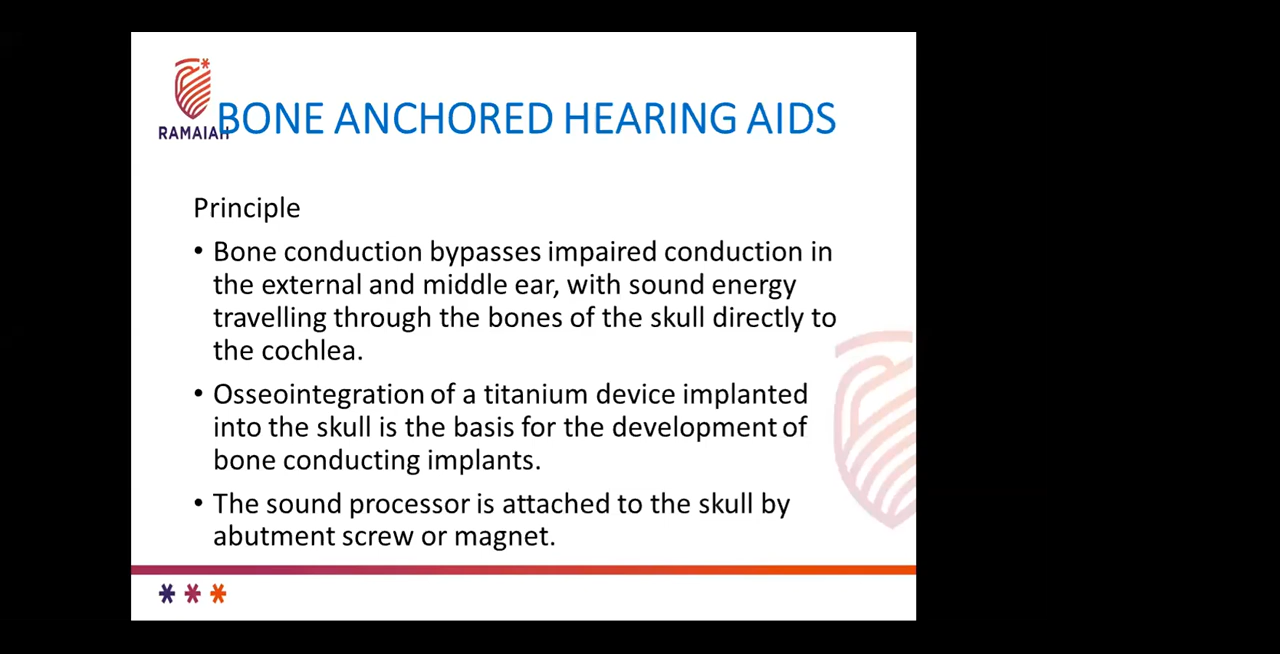 RAMAIAH
BONE ANCHORED HEARING AIDS
Principle
• Bone conduction bypasses impaired conduction in
the external and middle ear, with sound energy
travelling through the bones of the skull directly to
the cochlea.
• Osseointegration of a titanium device implanted
into the skull is the basis for the development of
bone conducting implants.
• The sound processor is attached to the skull by
abutment screw or magnet.